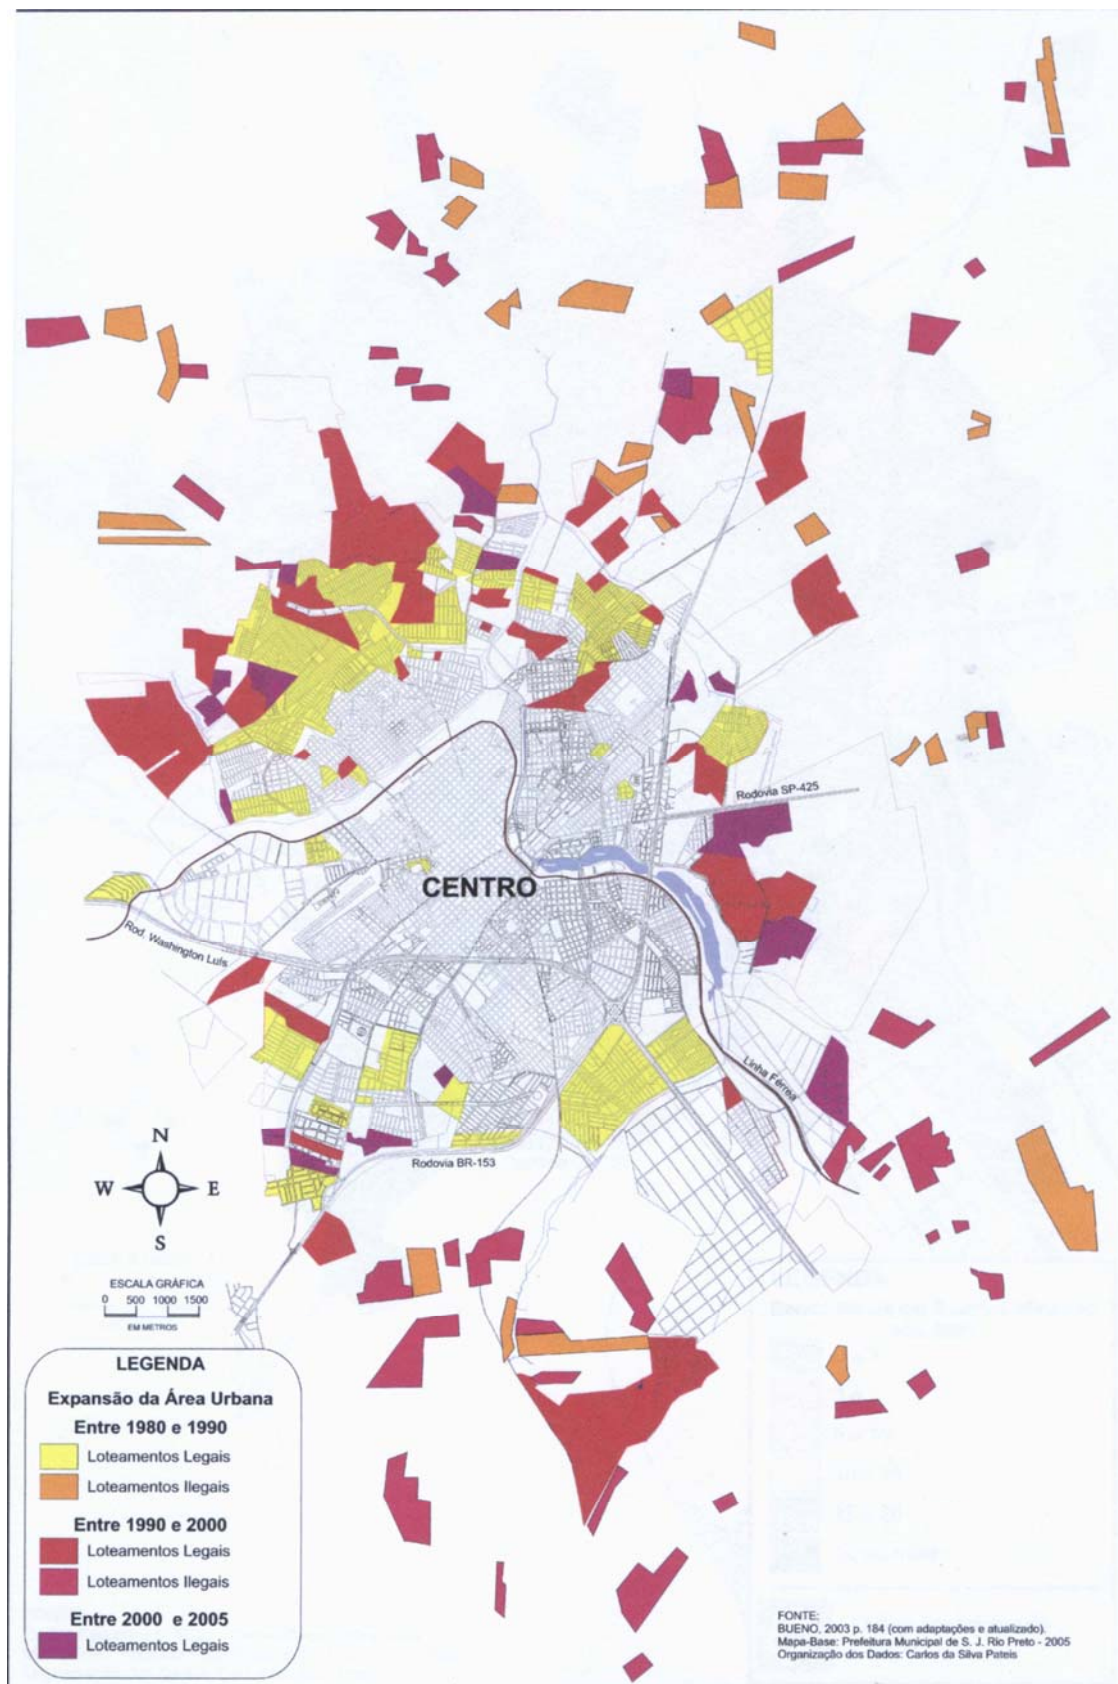 Rodovia SP-425
CENTRO
Rod. Washington Luís
Linha Férrea
Rodovia BR-153
N
W
E
S
ESCALA GRÁFICA
0 500 1000 1500
EM METROS
LEGENDA
Expansão da Área Urbana
Entre 1980 e 1990
Loteamentos Legais
Loteamentos Ilegais
Entre 1990 e 2000
Loteamentos Legais
Loteamentos Ilegais
Entre 2000 e 2005
Loteamentos Legais
FONTE:
BUENO, 2003 p. 184 (com adaptações e atualizado).
Mapa-Base: Prefeitura Municipal de S. J. Rio Preto - 2005
Organização dos Dados: Carlos da Silva Pateis